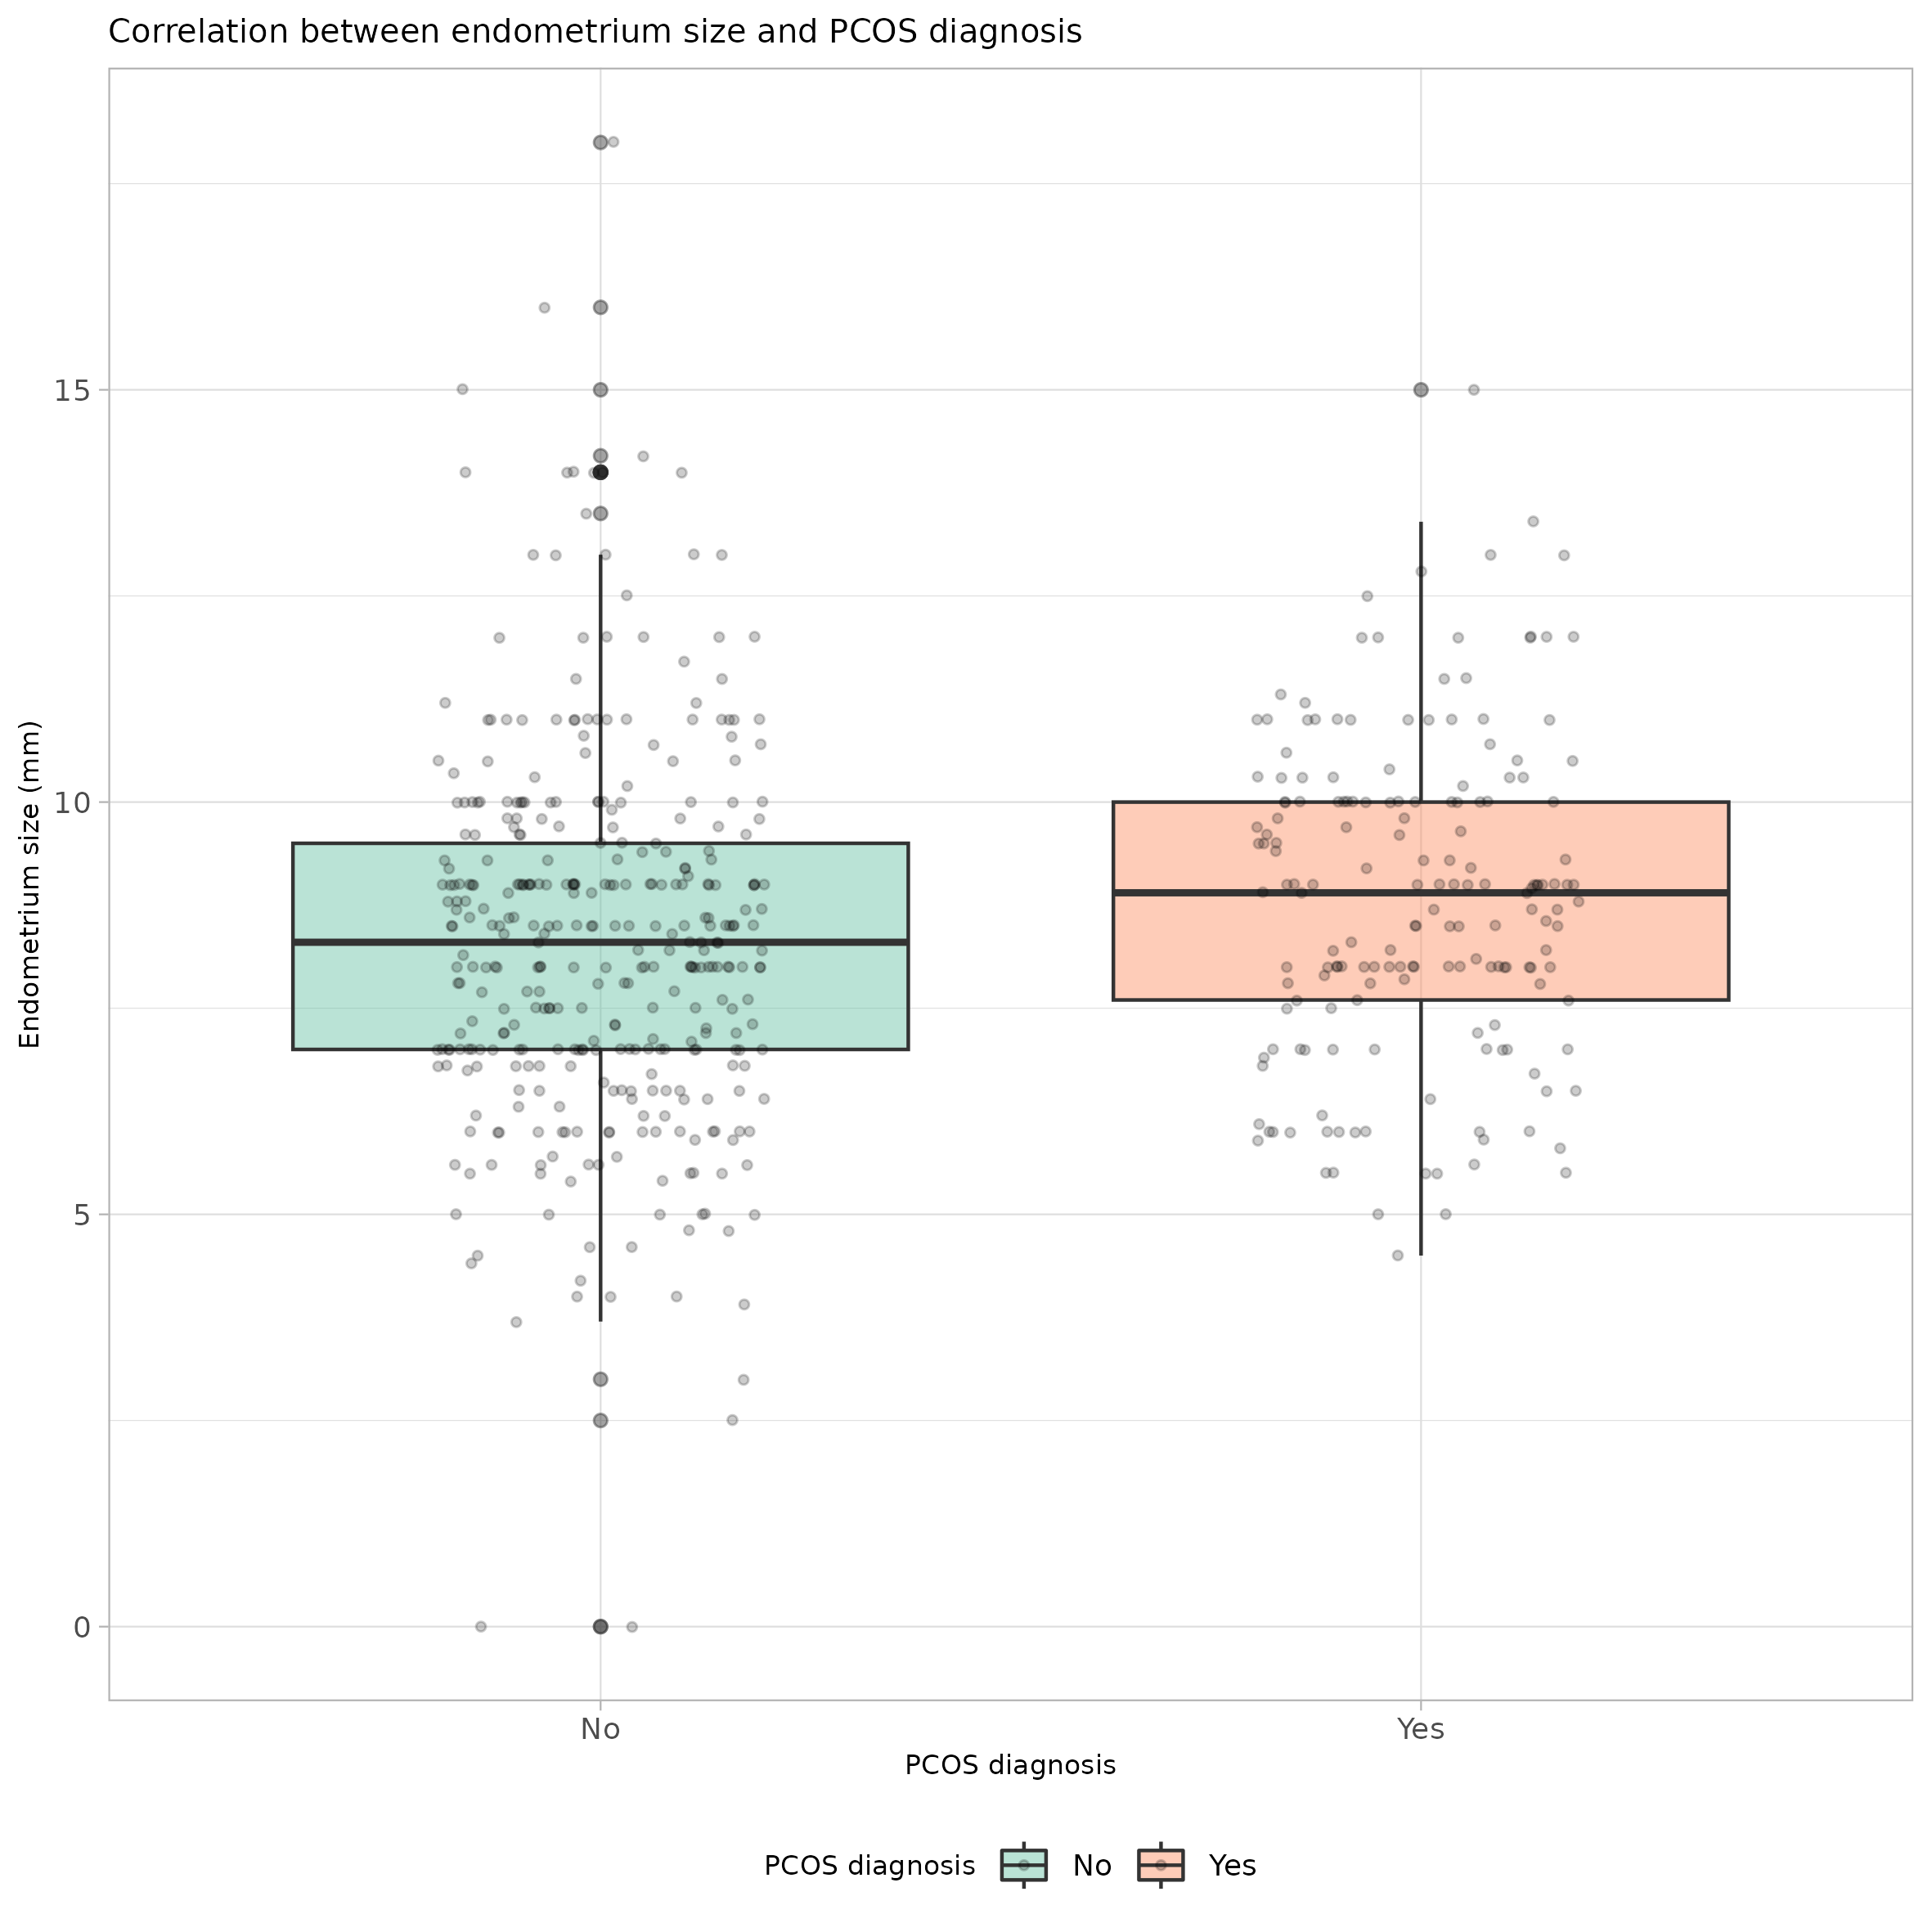 Correlation between endometrium size and PCOS diagnosis
Endometrium size (mm)
15
10
5
0
No
Yes
PCOS diagnosis
PCOS diagnosis No Yes